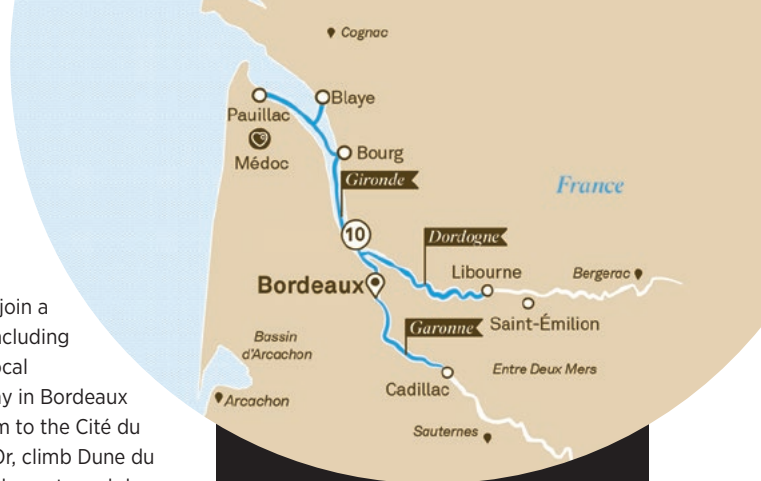 Cognac
Pauillac
Blaye
Médoc
Bourg
Gironde
France
10
Dordogne
Bordeaux
Libourne
Bergerac
Saint-Émilion
Garonne
Bassin
d'Arcachon
Entre Deux Mers
Cadillac
Arcachon
Sauternes
join a
ncluding
ocal
y in Bordeaux
m to the Cité du
Or, climb Dune du